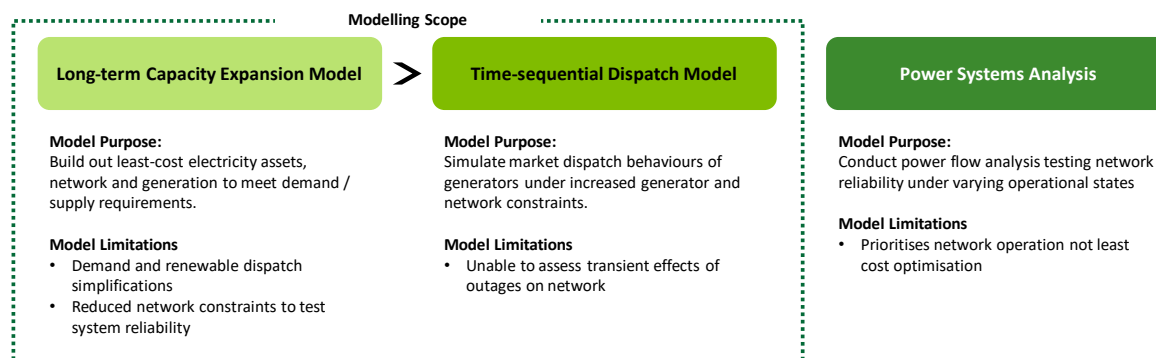 Modelling Scope
Long-term Capacity Expansion Model
>
Time-sequential Dispatch Model
Power Systems Analysis
Model Purpose:
Build out least-cost electricity assets,
network and generation to meet demand /
supply requirements.
Model Limitations
• Demand and renewable dispatch
simplifications
• Reduced network constraints to test
system reliability
Model Purpose:
Simulate market dispatch behaviours of
generators under increased generator and
network constraints.
Model Limitations
• Unable to assess transient effects of
outages on network
Model Purpose:
Conduct power flow analysis testing network
reliability under varying operational states
Model Limitations
• Prioritises network operation not least
cost optimisation